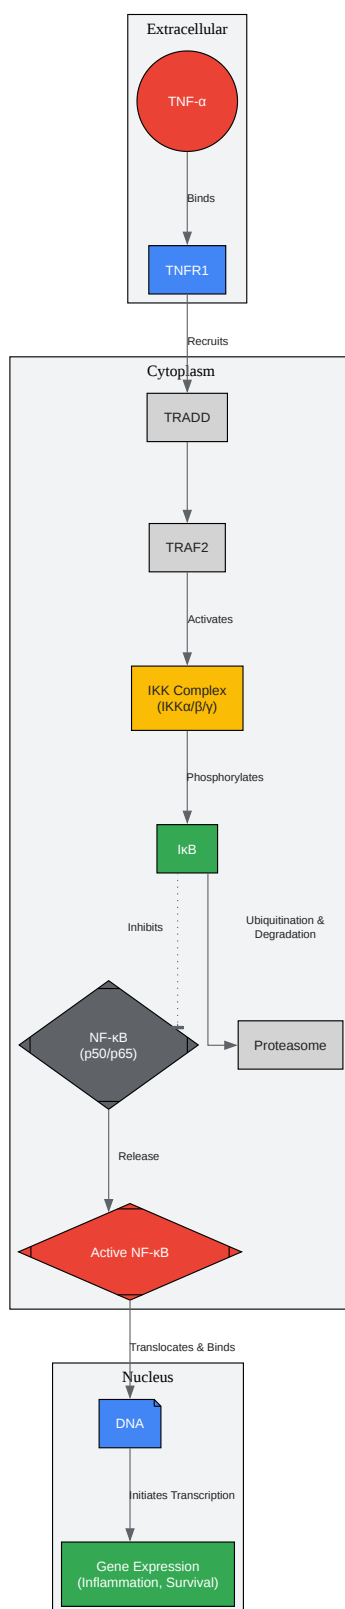 Extracellular
TNF-α
Binds
TNFR1
Recruits
Cytoplasm
TRADD
TRAF2
Activates
IKK Complex
(IKKα/β/γ)
Phosphorylates
IκB
Inhibits
Ubiquitination &
Degradation
NF-κB
(p50/p65)
Proteasome
Release
Active NF-κB
Translocates & Binds
Nucleus
DNA
Initiates Transcription
Gene Expression
(Inflammation, Survival)